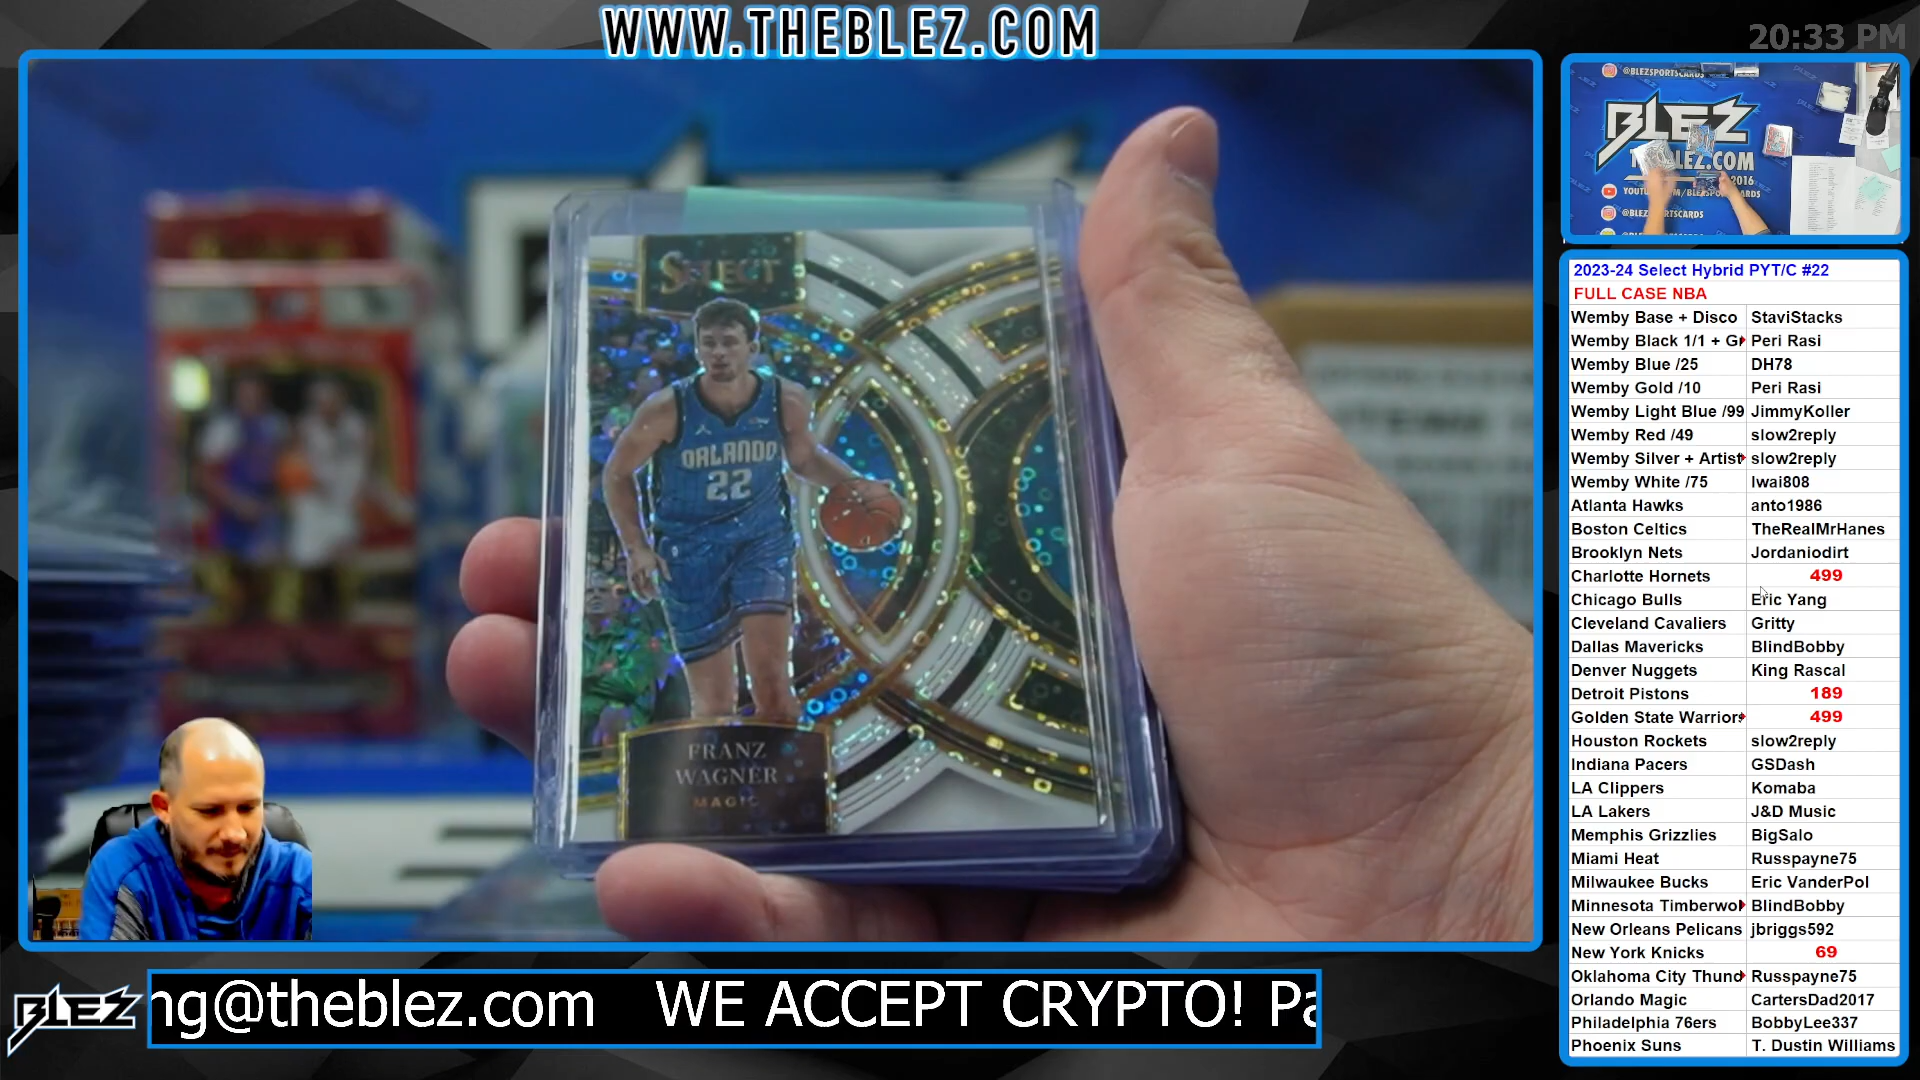 WWW.THEBLEZ.COM
20:33 PM
SELECT
ORLANDO
22
FRANZ
WAGNER
MAGIC
@BLEZSPORTSCARDS
BLEZ
2016
2023-24 Select Hybrid PYT/C #22
FULL CASE NBA
Wemby Base + Disco StaviStacks
Wemby Black 1/1 + Gr Peri Rasi
Wemby Blue /25 DH78
Wemby Gold /10 Peri Rasi
Wemby Light Blue /99 JimmyKoller
Wemby Red /49 slow2reply
Wemby Silver + Artist slow2reply
Wemby White /75 Iwai808
Atlanta Hawks anto1986
Boston Celtics TheRealMrHanes
Brooklyn Nets Jordaniodirt
Charlotte Hornets 499
Chicago Bulls Eric Yang
Cleveland Cavaliers Gritty
Dallas Mavericks BlindBobby
Denver Nuggets King Rascal
Detroit Pistons 189
Golden State Warriors 499
Houston Rockets slow2reply
Indiana Pacers GSDash
LA Clippers Komaba
LA Lakers J&D Music
Memphis Grizzlies BigSalo
Miami Heat Russpayne75
Milwaukee Bucks Eric VanderPol
Minnesota Timberwol BlindBobby
New Orleans Pelicans jbriggs592
New York Knicks 69
Oklahoma City Thund Russpayne75
Orlando Magic CartersDad2017
Philadelphia 76ers BobbyLee337
Phoenix Suns T. Dustin Williams
BLEZ
ng@theblez.com WE ACCEPT CRYPTO! Pa